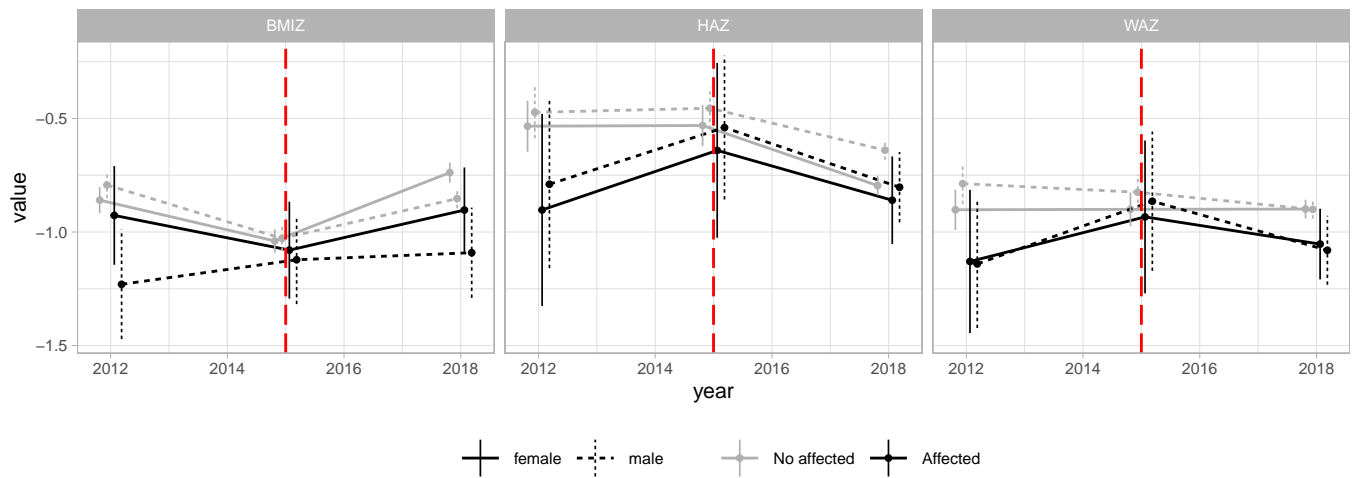 BMIZ HAZ WAZ
value
−0.5
−1.0
−1.5
2012 2014 2016 2018 2012 2014 2016 2018 2012 2014 2016 2018
year
female male No affected Affected